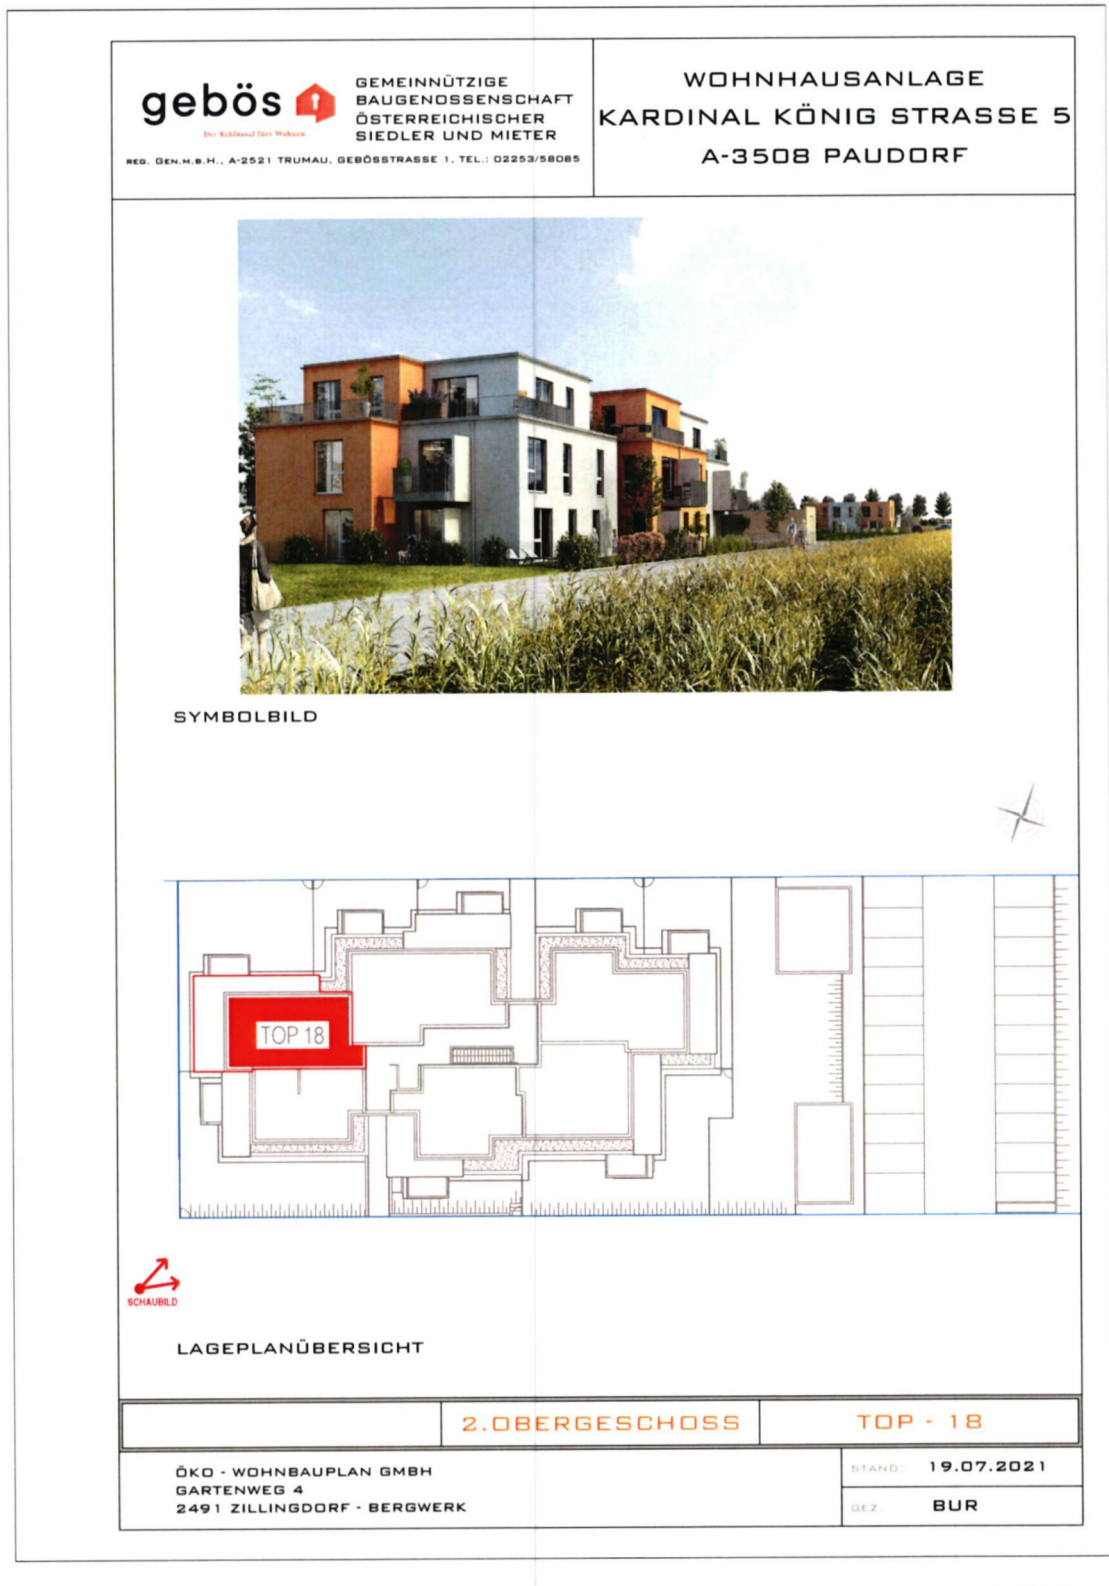 gebös
Der Schlüssel fürs Wohnen
GEMEINNÜTZIGE
BAUGENOSSENSCHAFT
ÖSTERREICHISCHER
SIEDLER UND MIETER
REG. GEN.M.B.H., A-2521 TRUMAU, GEBÖSSTRASSE 1, TEL.: 02253/58085
WOHNHAUSANLAGE
KARDINAL KÖNIG STRASSE 5
A-3508 PAUDORF
SYMBOLBILD
TOP 18
SCHAUBILD
LAGEPLANÜBERSICHT
2.OBERGESCHOSS
TOP - 18
ÖKO - WOHNBAUPLAN GMBH
GARTENWEG 4
2491 ZILLINGDORF - BERGWERK
STAND: 19.07.2021
GEZ. BUR